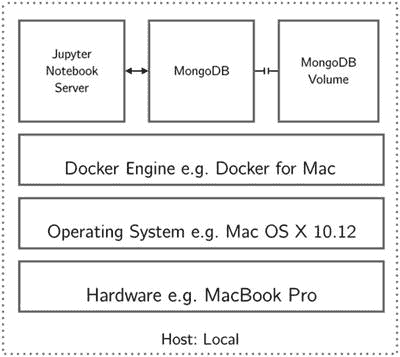 Jupyter
Notebook
Server
MongoDB
MongoDB
Volume
Docker Engine e.g. Docker for Mac
Operating System e.g. Mac OS X 10.12
Hardware e.g. MacBook Pro
Host: Local